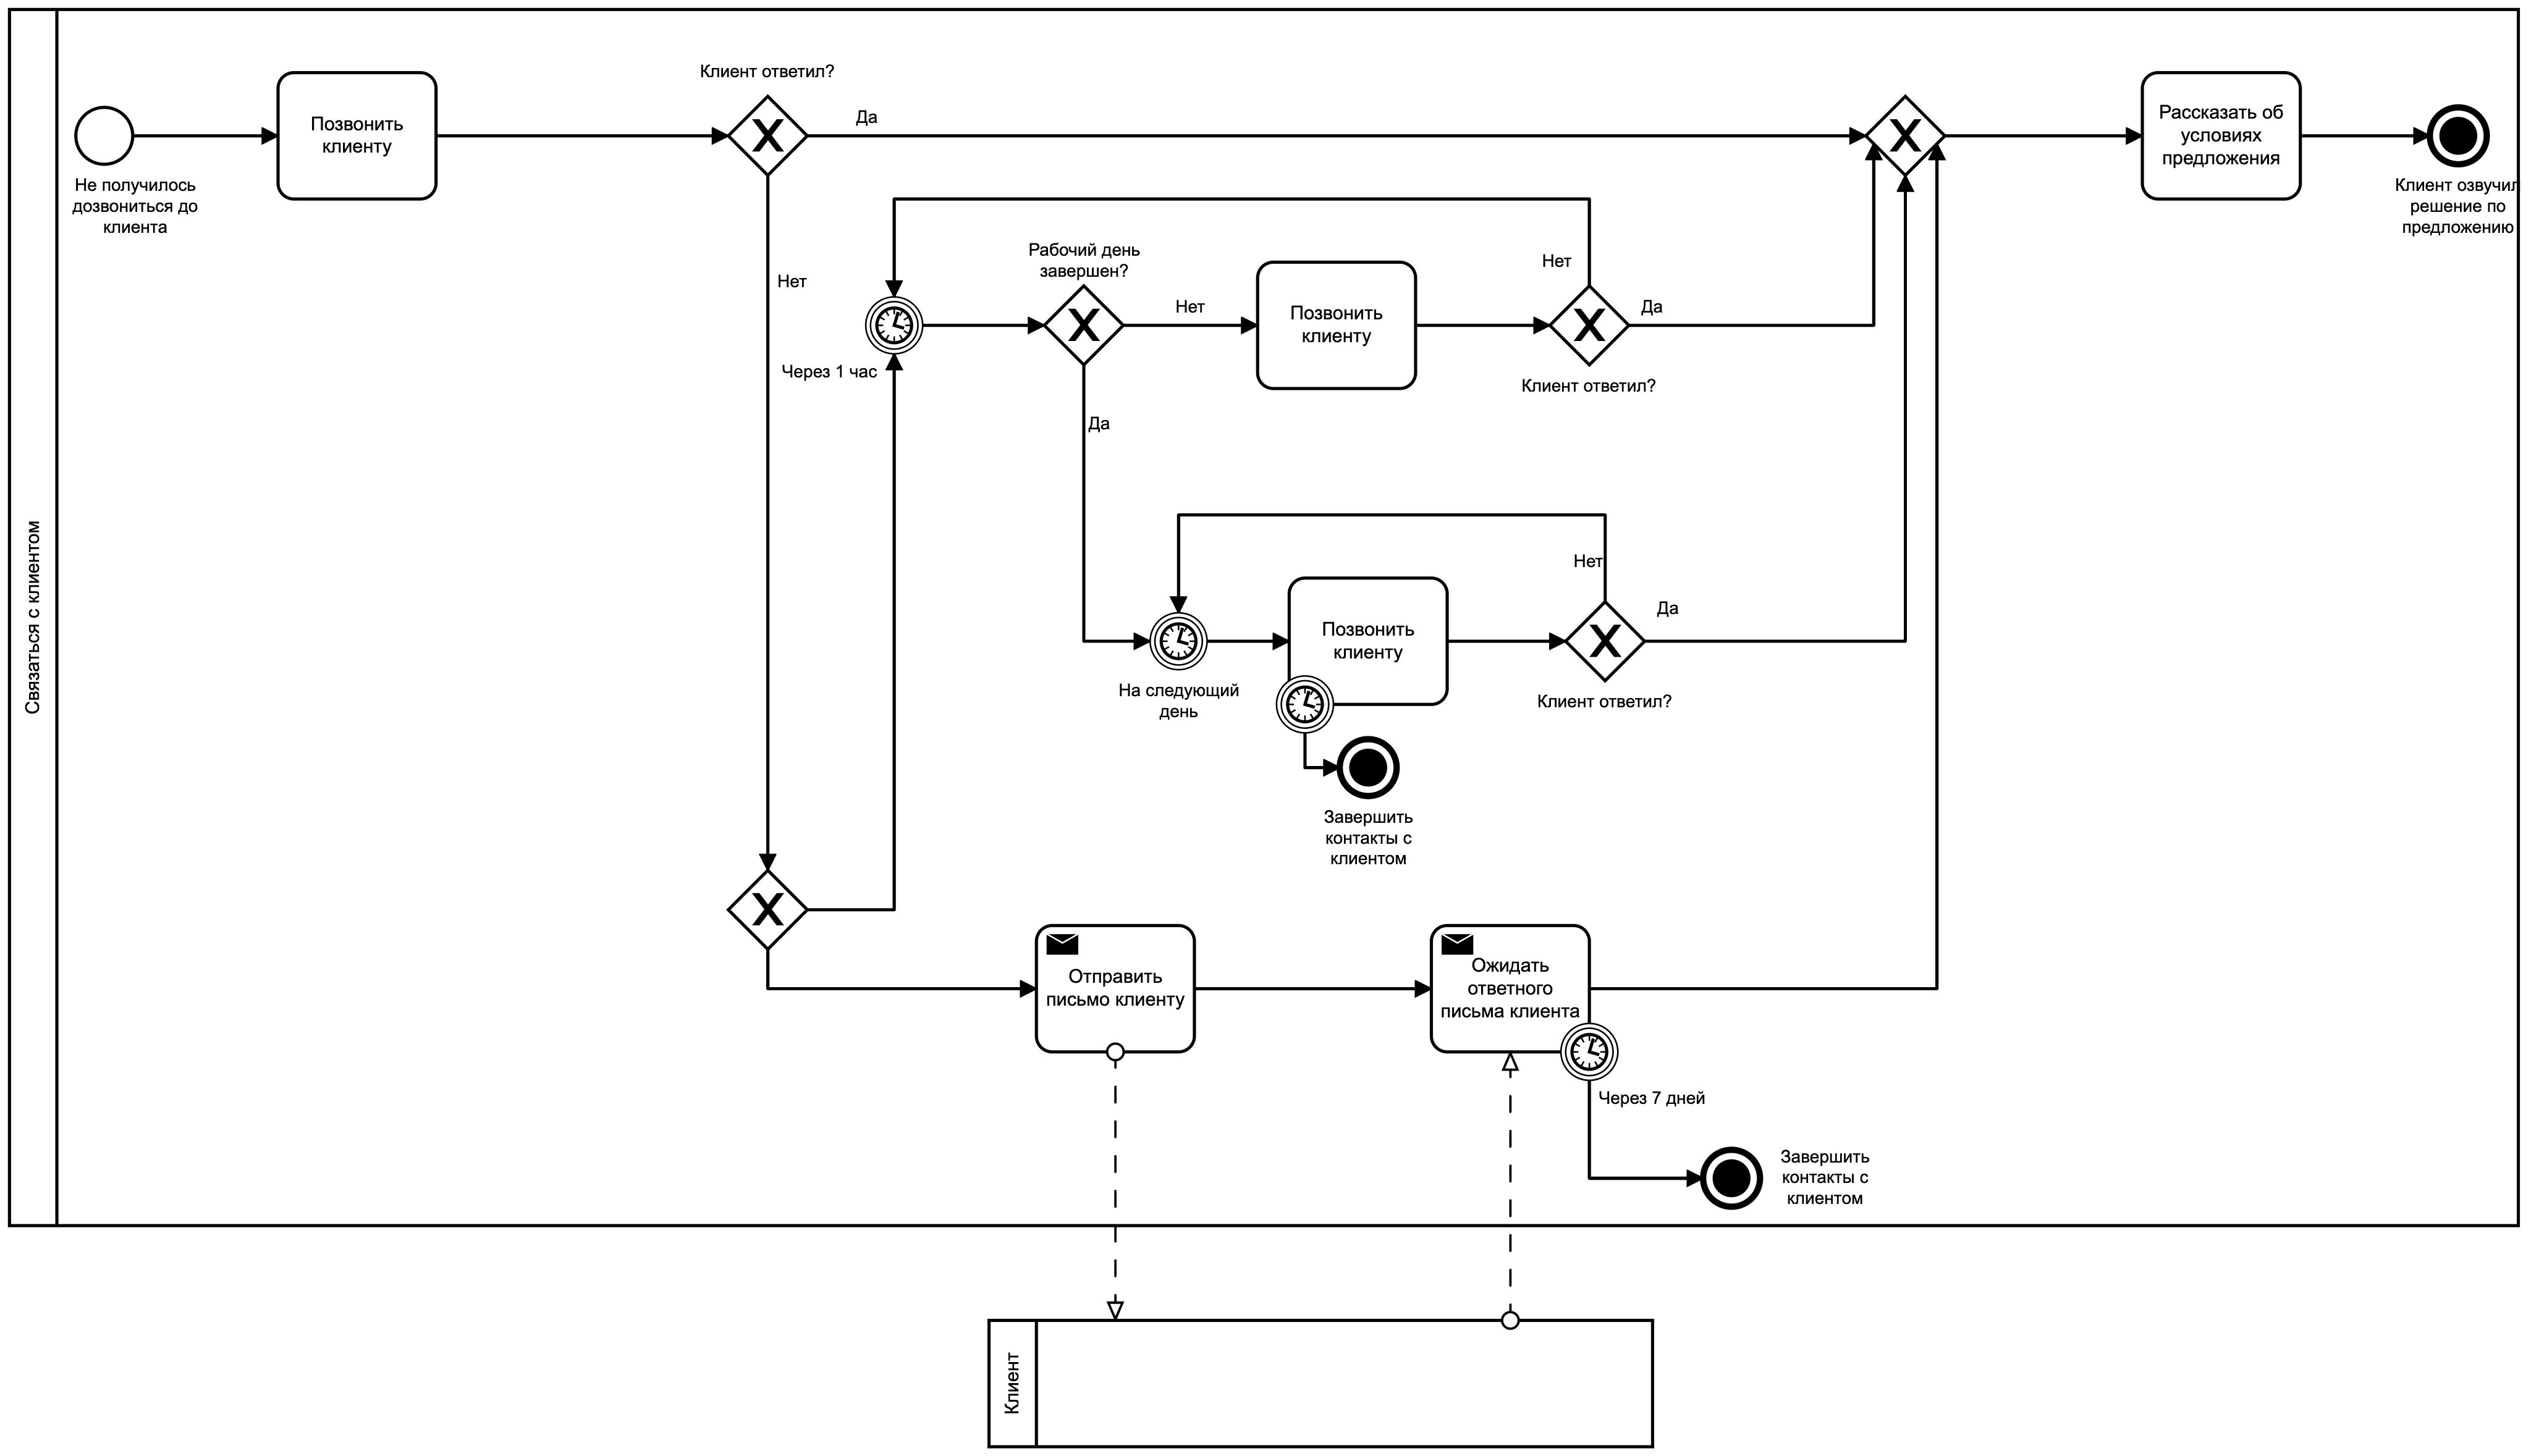 Связаться с клиентом
Не получилось
дозвониться до
клиента
Позвонить
клиенту
Клиент ответил?
Да
Нет
Рассказать об
условиях
предложения
Клиент озвучил
решение по
предложению
Через 1 час
Рабочий день
завершен?
Нет
Да
Позвонить
клиенту
Нет
Да
Клиент ответил?
На следующий
день
Позвонить
клиенту
Нет
Да
Клиент ответил?
Завершить
контакты с
клиентом
Отправить
письмо клиенту
Ожидать
ответного
письма клиента
Через 7 дней
Завершить
контакты с
клиентом
Клиент